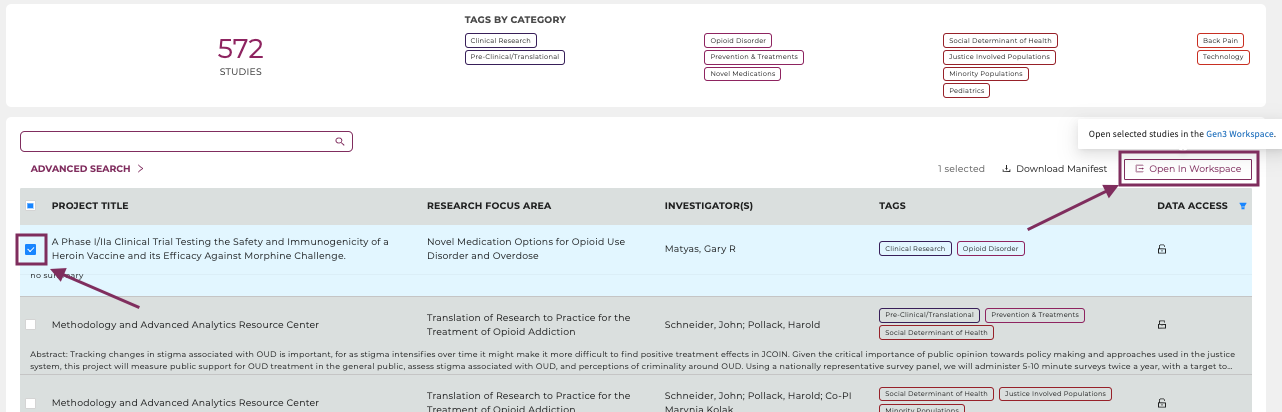 TAGS BY CATEGORY
572
STUDIES
Clinical Research
Pre-Clinical/Translational
Opioid Disorder
Prevention & Treatments
Novel Medications
Social Determinant of Health
Justice Involved Populations
Minority Populations
Pediatrics
Back Pain
Technology
Open selected studies in the Gen3 Workspace.
ADVANCED SEARCH
1 selected
Download Manifest
Open In Workspace
PROJECT TITLE
RESEARCH FOCUS AREA
INVESTIGATOR(S)
TAGS
DATA ACCESS
A Phase I/IIa Clinical Trial Testing the Safety and Immunogenicity of a
Heroin Vaccine and its Efficacy Against Morphine Challenge.
Novel Medication Options for Opioid Use
Disorder and Overdose
Matyas, Gary R
Clinical Research
Opioid Disorder
no summary
Methodology and Advanced Analytics Resource Center
Translation of Research to Practice for the
Treatment of Opioid Addiction
Schneider, John; Pollack, Harold
Pre-Clinical/Translational
Prevention & Treatments
Social Determinant of Health
Abstract: Tracking changes in stigma associated with OUD is important, for as stigma intensifies over time it might make it more difficult to find positive treatment effects in JCOIN. Given the critical importance of public opinion towards policy making and approaches used in the justice
system, this project will measure public support for OUD treatment in the general public, assess stigma associated with OUD, and perceptions of criminality around OUD. Using a nationally representative survey panel, we will administer 5-10 minute surveys twice a year, with a target to...
Methodology and Advanced Analytics Resource Center
Translation of Research to Practice for the
Treatment of Opioid Addiction
Schneider, John; Pollack, Harold; Co-PI
Marynia Kolak
Social Determinant of Health
Justice Involved Populations
Minority Populations